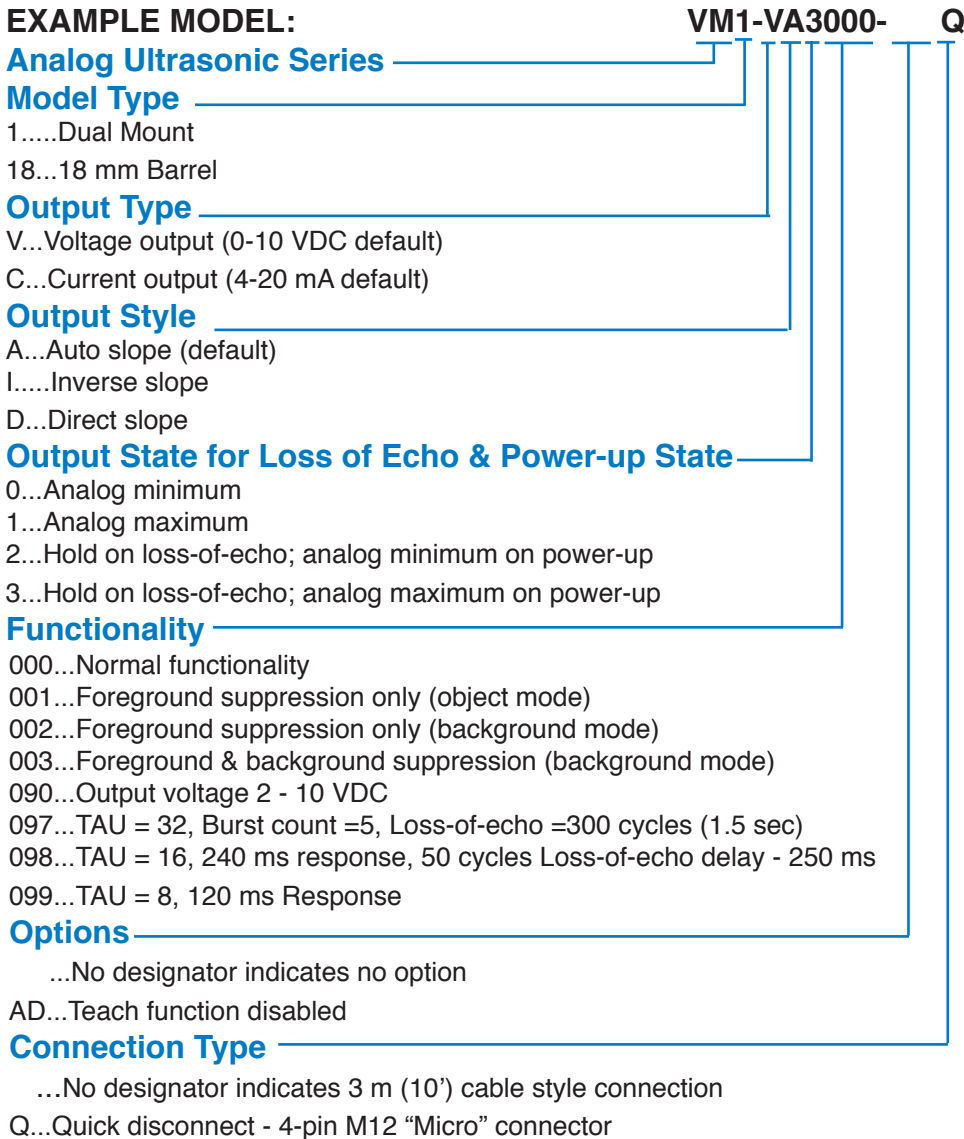 EXAMPLE MODEL: VM1-VA3000- Q
Analog Ultrasonic Series
Model Type
1.....Dual Mount
18...18 mm Barrel
Output Type
V...Voltage output (0-10 VDC default)
C...Current output (4-20 mA default)
Output Style
A...Auto slope (default)
I.....Inverse slope
D...Direct slope
Output State for Loss of Echo & Power-up State
0...Analog minimum
1...Analog maximum
2...Hold on loss-of-echo; analog minimum on power-up
3...Hold on loss-of-echo; analog maximum on power-up
Functionality
000...Normal functionality
001...Foreground suppression only (object mode)
002...Foreground suppression only (background mode)
003...Foreground & background suppression (background mode)
090...Output voltage 2 - 10 VDC
097...TAU = 32, Burst count =5, Loss-of-echo =300 cycles (1.5 sec)
098...TAU = 16, 240 ms response, 50 cycles Loss-of-echo delay - 250 ms
099...TAU = 8, 120 ms Response
Options
...No designator indicates no option
AD...Teach function disabled
Connection Type
...No designator indicates 3 m (10’) cable style connection
Q...Quick disconnect - 4-pin M12 “Micro” connector